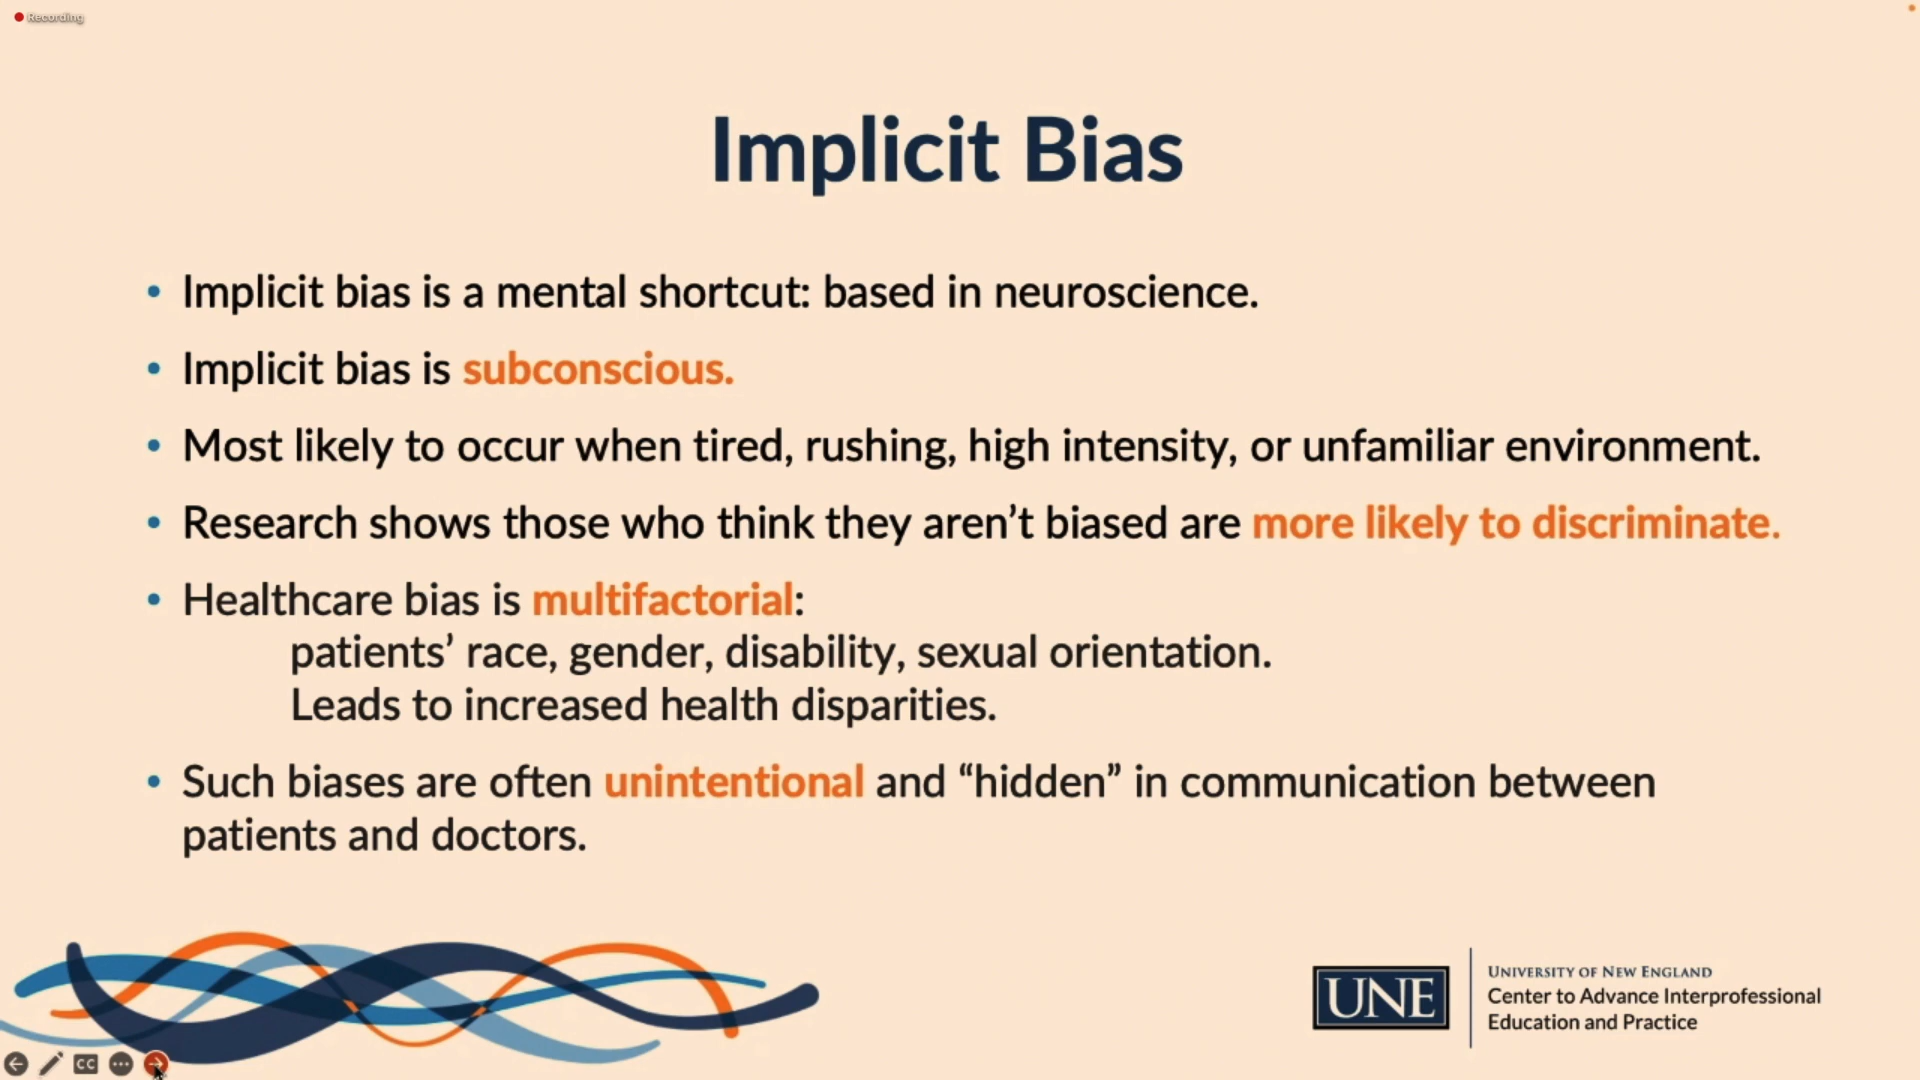 Recording
Implicit Bias
• Implicit bias is a mental shortcut: based in neuroscience.
• Implicit bias is subconscious.
• Most likely to occur when tired, rushing, high intensity, or unfamiliar environment.
• Research shows those who think they aren’t biased are more likely to discriminate.
• Healthcare bias is multifactorial:
patients’ race, gender, disability, sexual orientation.
Leads to increased health disparities.
• Such biases are often unintentional and “hidden” in communication between
patients and doctors.
UNE
UNIVERSITY OF NEW ENGLAND
Center to Advance Interprofessional
Education and Practice
CC